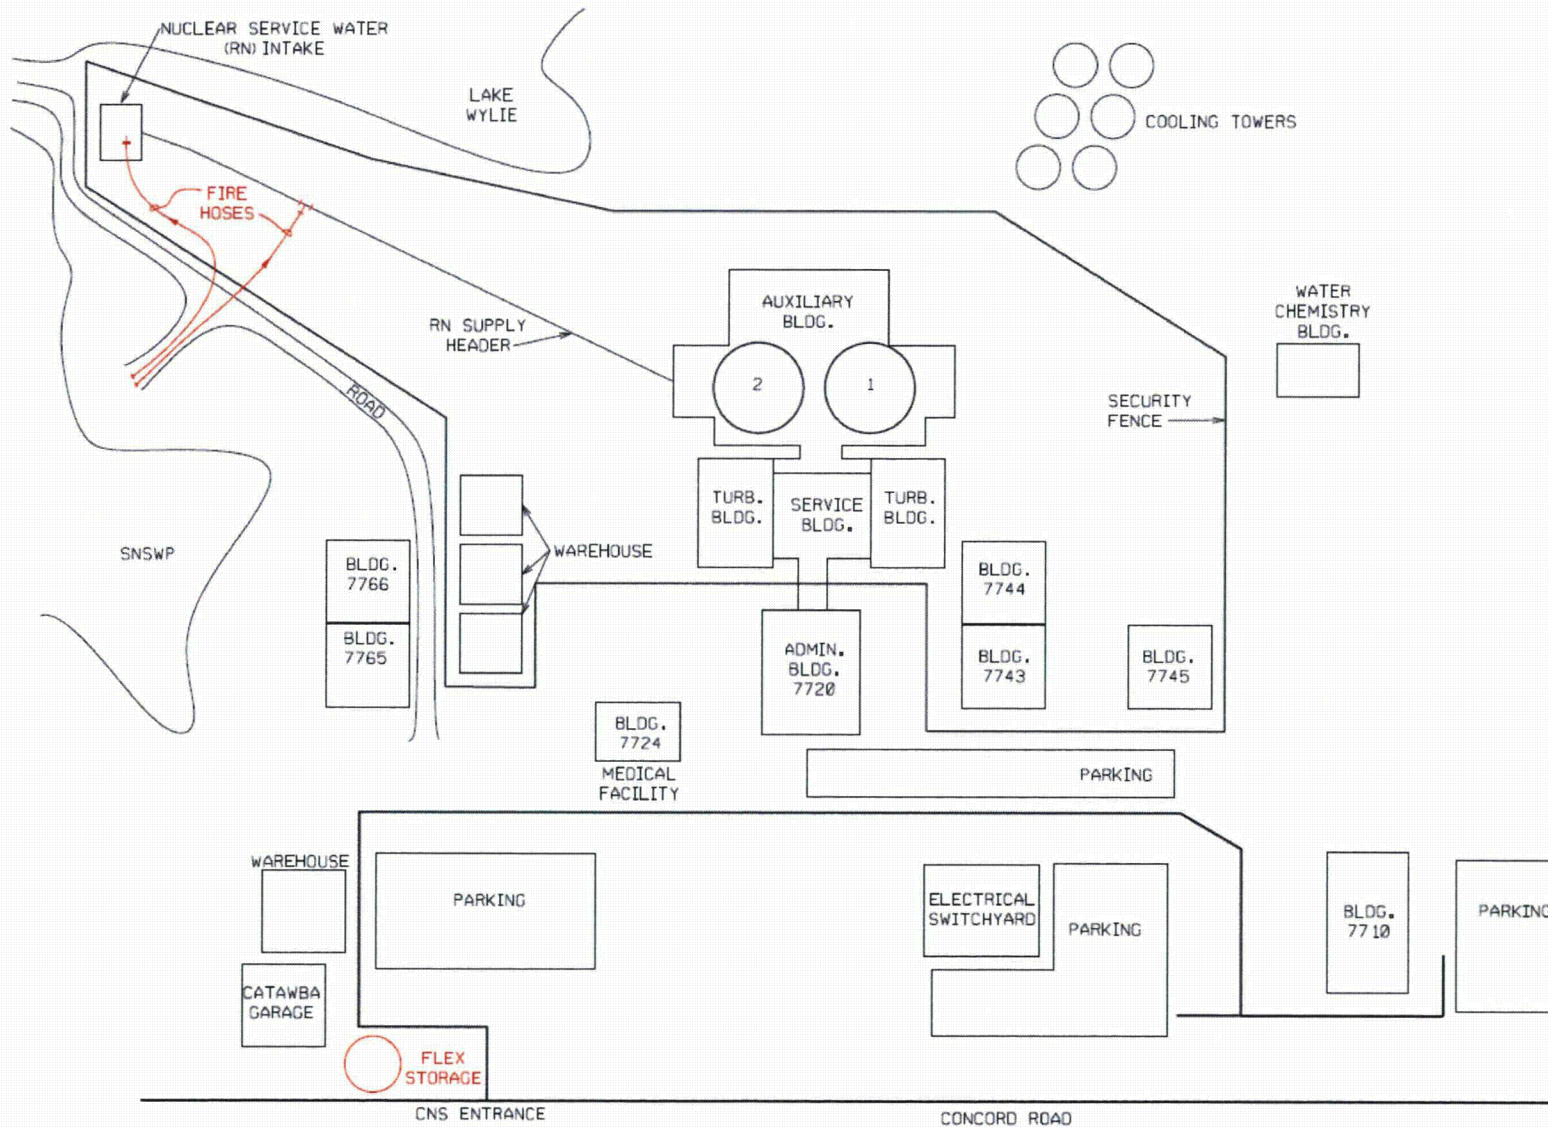 NUCLEAR SERVICE WATER
(RN) INTAKE
LAKE
WYLIE
COOLING TOWERS
FIRE
HOSES
WATER
CHEMISTRY
BLDG.
AUXILIARY
BLDG.
RN SUPPLY
HEADER
2
1
ROAD
SECURITY
FENCE
TURB.
BLDG.
SERVICE
BLDG.
TURB.
BLDG.
SNSWP
WAREHOUSE
BLDG.
7766
BLDG.
7744
BLDG.
7765
ADMIN.
BLDG.
7720
BLDG.
7743
BLDG.
7745
BLDG.
7724
MEDICAL
FACILITY
PARKING
WAREHOUSE
PARKING
ELECTRICAL
SWITCHYARD
PARKING
BLDG.
7710
PARKING
CATAWBA
GARAGE
FLEX
STORAGE
CNS ENTRANCE
CONCORD ROAD